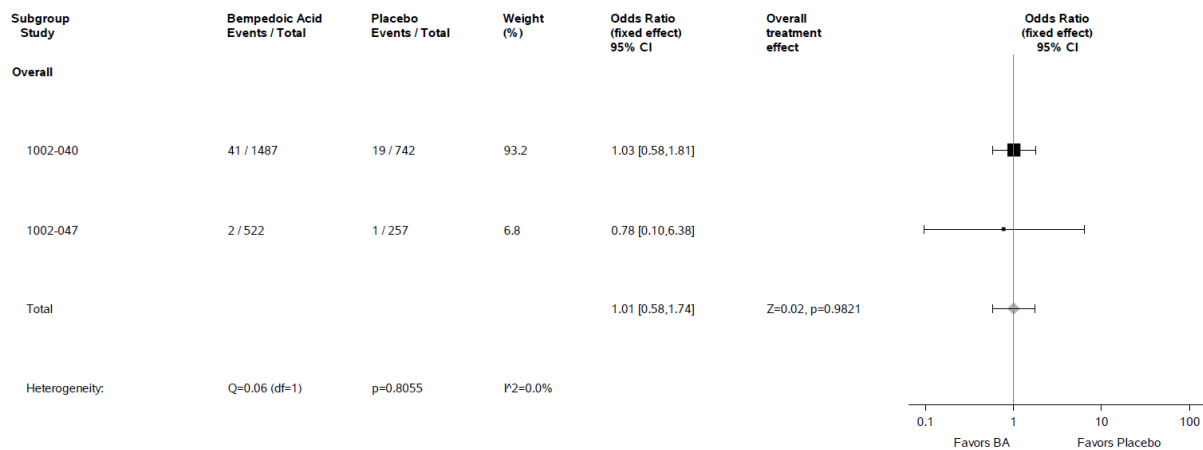 Subgroup Bempedoic Acid Placebo Weight Odds Ratio Overall Odds Ratio
Study Events / Total Events / Total (%) (fixed effect) treatment (fixed effect)
95% CI effect 95% CI
Overall
1002-040 41 / 1487 19 / 742 93.2 1.03 [0.58,1.81]
1002-047 2 / 522 1 / 257 6.8 0.78 [0.10,6.38]
Total 1.01 [0.58,1.74] Z=0.02, p=0.9821
Heterogeneity: Q=0.06 (df=1) p=0.8055 I^2=0.0%
0.1 1 10 100
Favors BA Favors Placebo